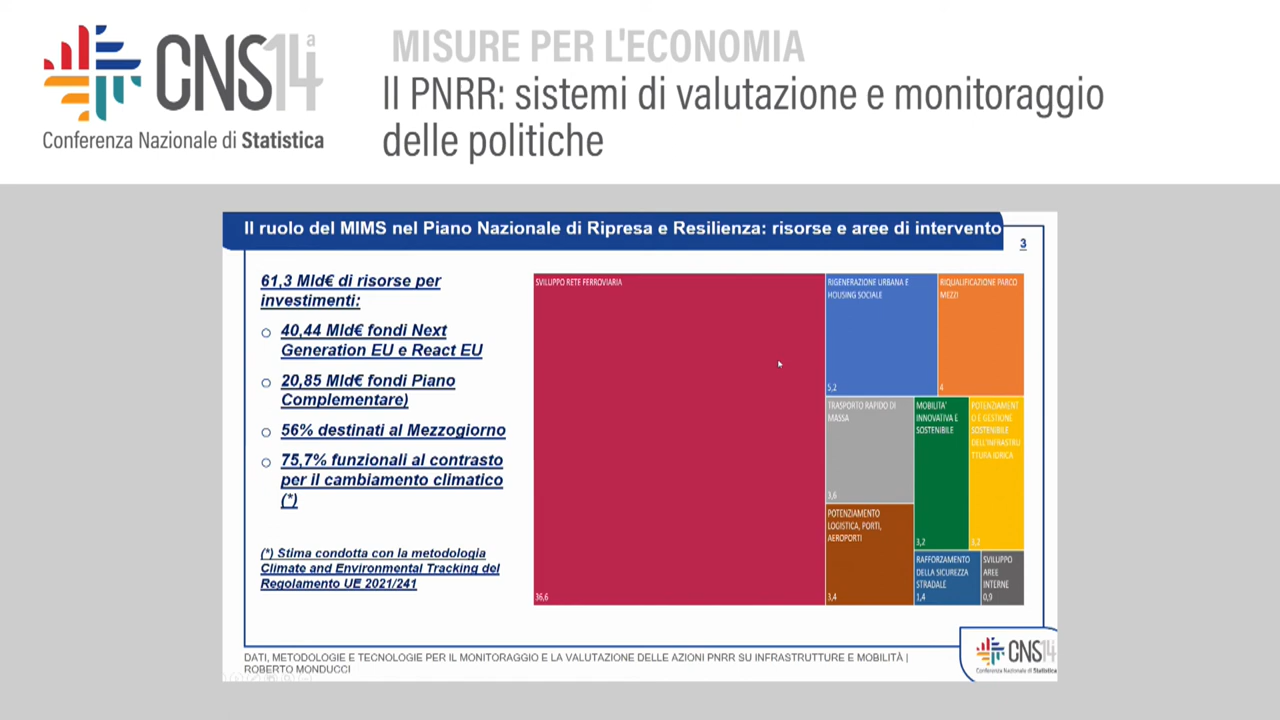 CNS14a
Conferenza Nazionale di Statistica
MISURE PER L'ECONOMIA
Il PNRR: sistemi di valutazione e monitoraggio
delle politiche
Il ruolo del MIMS nel Piano Nazionale di Ripresa e Resilienza: risorse e aree di intervento
3
61,3 Mld€ di risorse per
investimenti:
o 40,44 Mld€ fondi Next
Generation EU e React EU
o 20,85 Mld€ fondi Piano
Complementare)
o 56% destinati al Mezzogiorno
o 75,7% funzionali al contrasto
per il cambiamento climatico
(*)
(*) Stima condotta con la metodologia
Climate and Environmental Tracking del
Regolamento UE 2021/241
SVILUPPO RETE FERROVIARIA
36,6
RIGENERAZIONE URBANA E
HOUSING SOCIALE
5,2
RIQUALIFICAZIONE PARCO
MEZZI
4
TRASPORTO RAPIDO DI
MASSA
3,6
MOBILITA'
INNOVATIVA E
SOSTENIBILE
3,2
POTENZIAMENT
O E GESTIONE
SOSTENIBILE
DELL'INFRASTRU
TTURA IDRICA
3,2
POTENZIAMENTO
LOGISTICA, PORTI,
AEROPORTI
3,4
RAFFORZAMENTO
DELLA SICUREZZA
STRADALE
1,4
SVILUPPO
AREE
INTERNE
0,9
DATI, METODOLOGIE E TECNOLOGIE PER IL MONITORAGGIO E LA VALUTAZIONE DELLE AZIONI PNRR SU INFRASTRUTTURE E MOBILITÀ |
ROBERTO MONDUCCI
CNS14
Conferenza Nazionale di Statistica